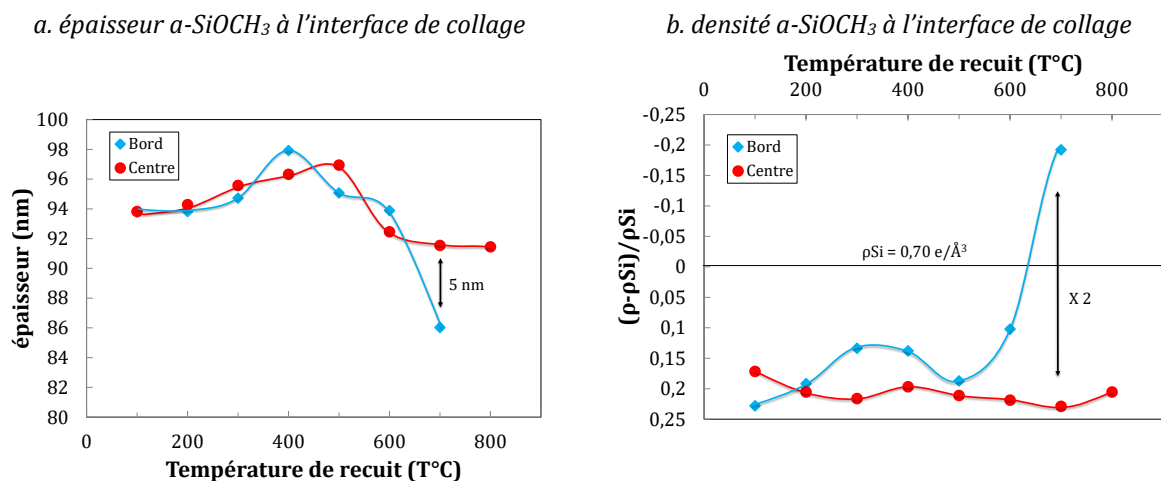 a. épaisseur a-SiOCH₃ à l’interface de collage
100
98
96
94
92
90
88
86
84
82
80
épaisseur (nm)
Bord
Centre
5 nm
0
200
400
600
800
Température de recuit (T°C)
b. densité a-SiOCH₃ à l’interface de collage
Température de recuit (T°C)
0
200
400
600
800
-0,25
-0,2
-0,15
-0,1
-0,05
0
0,05
0,1
0,15
0,2
0,25
(ρ-ρSi)/ρSi
Bord
Centre
ρSi = 0,70 e/Å³
X 2